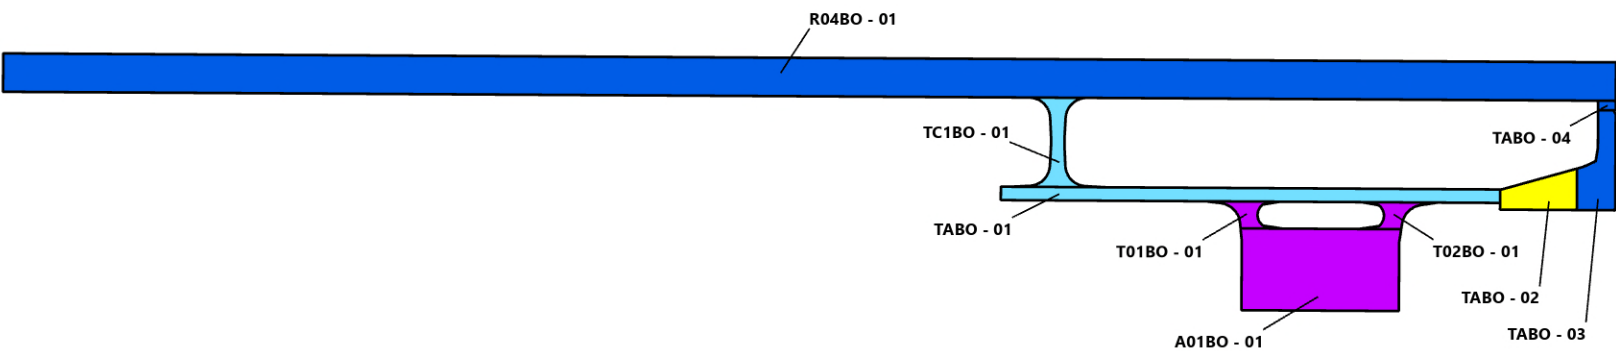 R04BO - 01
TC1BO - 01
TABO - 04
TABO - 01
T01BO - 01
T02BO - 01
TABO - 02
TABO - 03
A01BO - 01